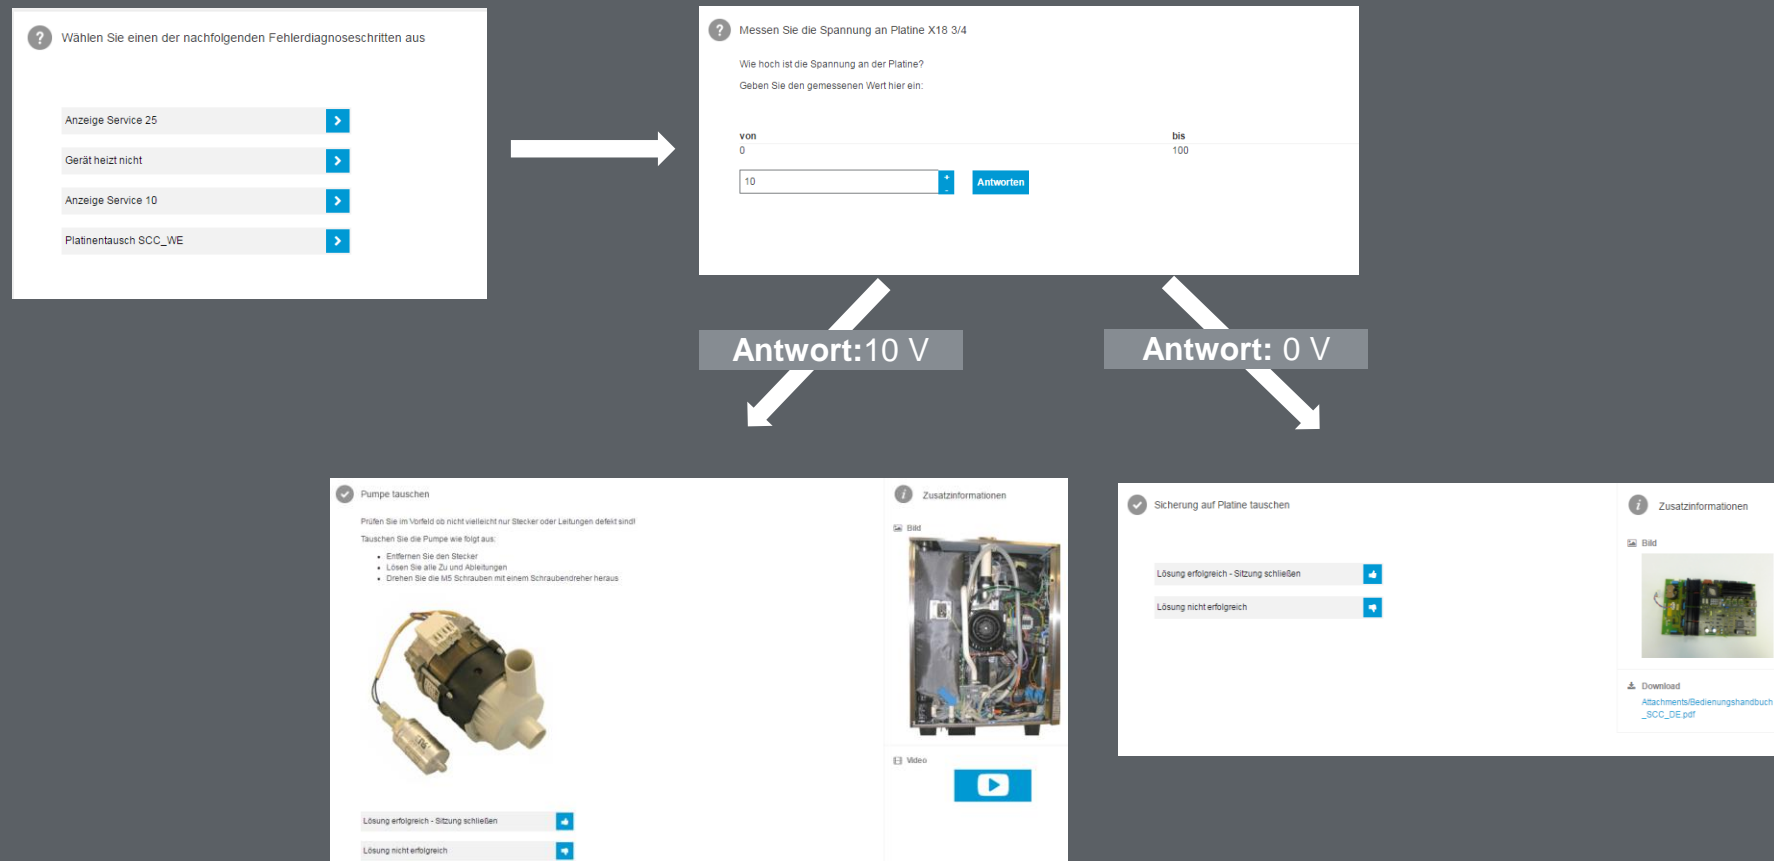 Wählen Sie einen der nachfolgenden Fehlerdiagnoseschritten aus
Anzeige Service 25
Gerät heizt nicht
Anzeige Service 10
Platinentausch SCC_WE
Messen Sie die Spannung an Platine X18 3/4
Wie hoch ist die Spannung an der Platine?
Geben Sie den gemessenen Wert hier ein:
von bis
0 100
10 + -
Antworten
Antwort:10 V
Antwort: 0 V
Pumpe tauschen
Prüfen Sie im Vorfeld ob nicht vielleicht nur Stecker oder Leitungen defekt sind!
Tauschen Sie die Pumpe wie folgt aus:
• Entfernen Sie den Stecker
• Lösen Sie alle Zu und Ableitungen
• Drehen Sie die M5 Schrauben mit einem Schraubendreher heraus
Lösung erfolgreich - Sitzung schließen
Lösung nicht erfolgreich
Zusatzinformationen
Bild
Video
Sicherung auf Platine tauschen
Lösung erfolgreich - Sitzung schließen
Lösung nicht erfolgreich
Zusatzinformationen
Bild
Download
Attachments/Bedienungshandbuch
_SCC_DE.pdf